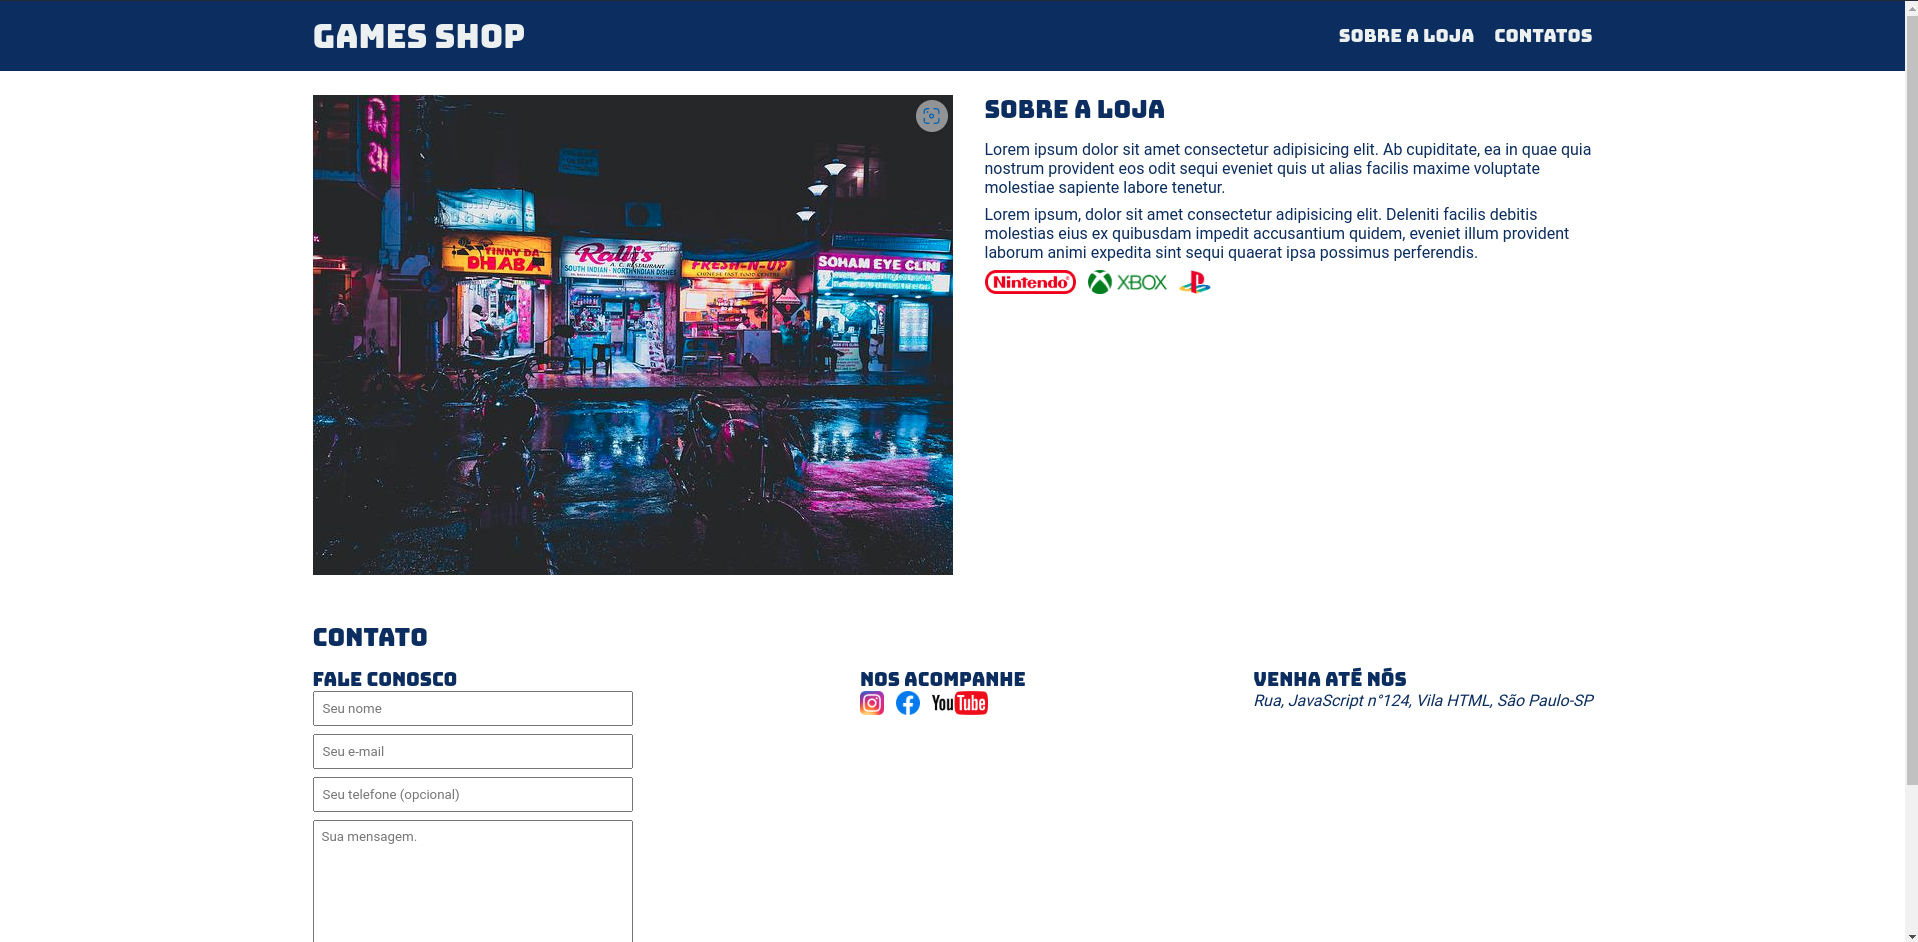 GAMES SHOP
SOBRE A LOJA
CONTATOS
TINNY DA
DHABA
Ralli's
A. C. RESTAURANT
SOUTH INDIAN · NORTH INDIAN DISHES
FRESH-N-UP
CHINESE FAST FOOD CENTRE
SOHAM EYE CLINI
SOBRE A LOJA
Lorem ipsum dolor sit amet consectetur adipisicing elit. Ab cupiditate, ea in quae quia
nostrum provident eos odit sequi eveniet quis ut alias facilis maxime voluptate
molestiae sapiente labore tenetur.
Lorem ipsum, dolor sit amet consectetur adipisicing elit. Deleniti facilis debitis
molestias eius ex quibusdam impedit accusantium quidem, eveniet illum provident
laborum animi expedita sint sequi quaerat ipsa possimus perferendis.
Nintendo® XBOX
CONTATO
FALE CONOSCO
Seu nome
Seu e-mail
Seu telefone (opcional)
Sua mensagem.
NOS ACOMPANHE
YouTube
VENHA ATÉ NÓS
Rua, JavaScript n°124, Vila HTML, São Paulo-SP